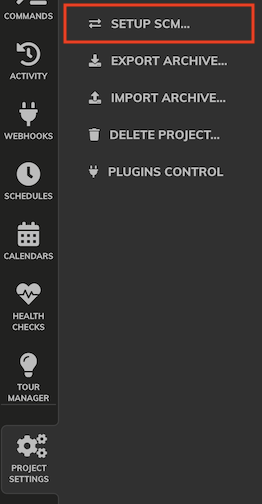 COMMANDS
ACTIVITY
WEBHOOKS
SCHEDULES
CALENDARS
HEALTH
CHECKS
TOUR
MANAGER
PROJECT
SETTINGS
SETUP SCM...
EXPORT ARCHIVE...
IMPORT ARCHIVE...
DELETE PROJECT...
PLUGINS CONTROL